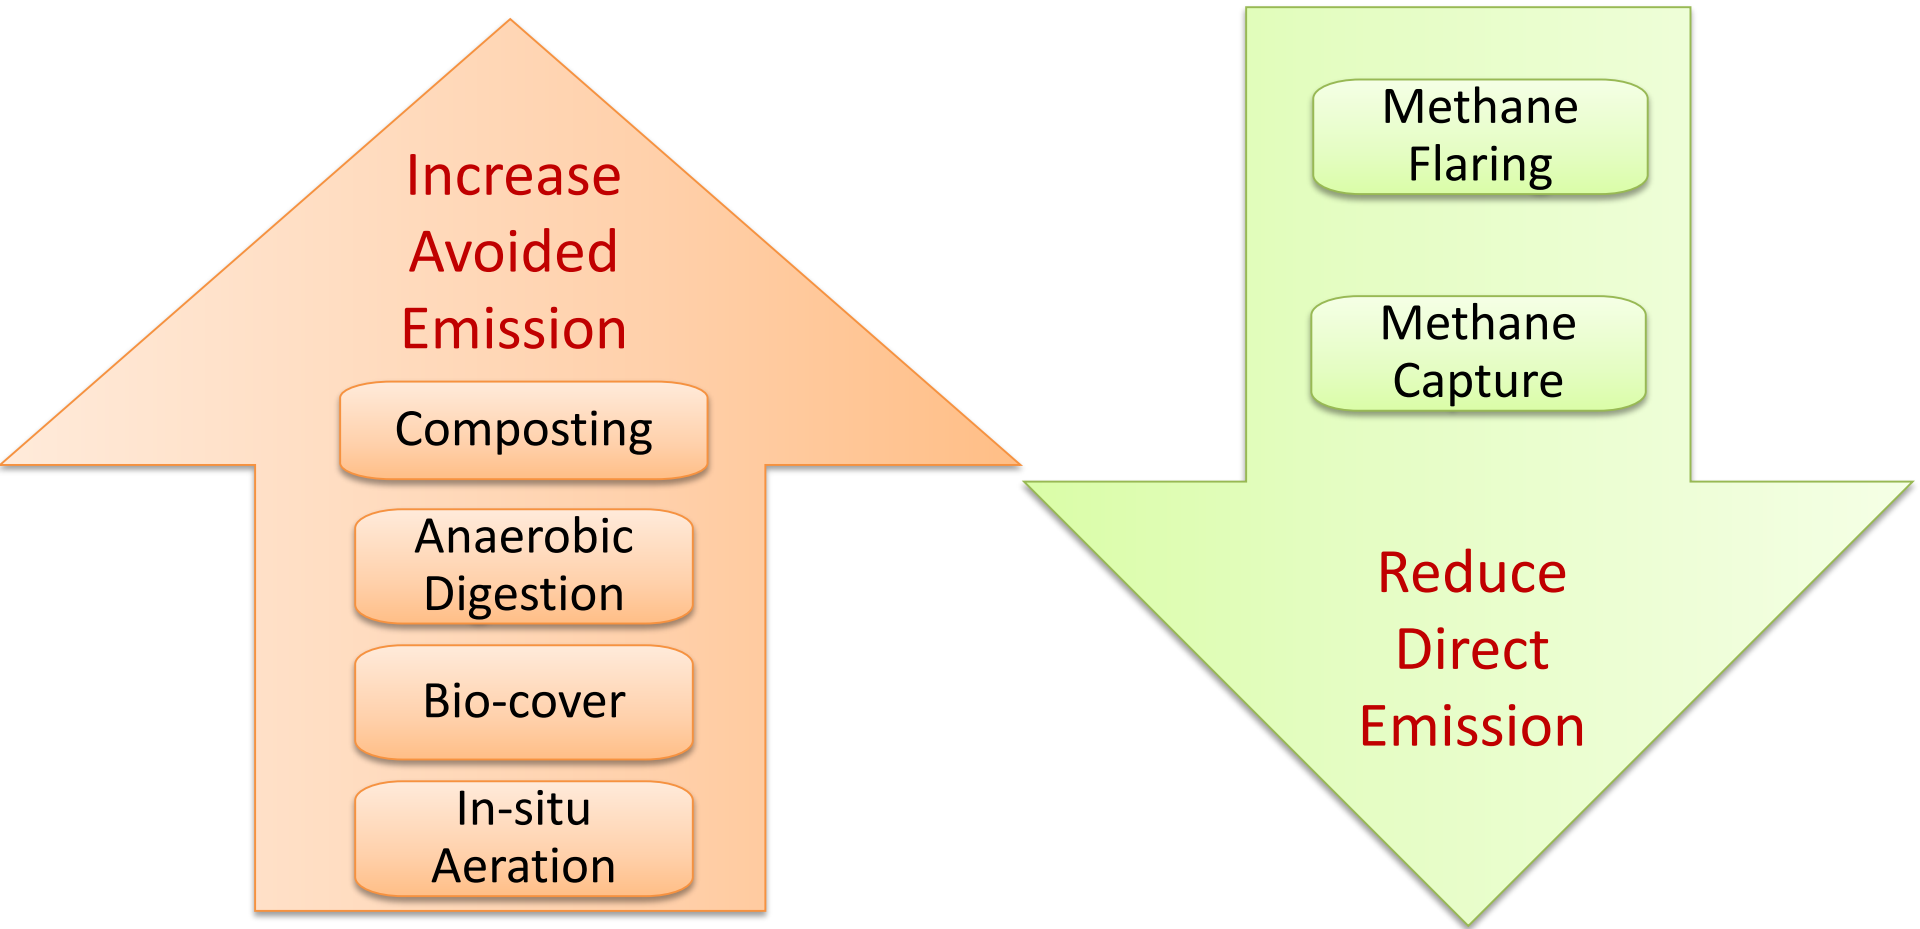 Increase
Avoided
Emission
Composting
Anaerobic
Digestion
Bio-cover
In-situ
Aeration
Methane
Flaring
Methane
Capture
Reduce
Direct
Emission